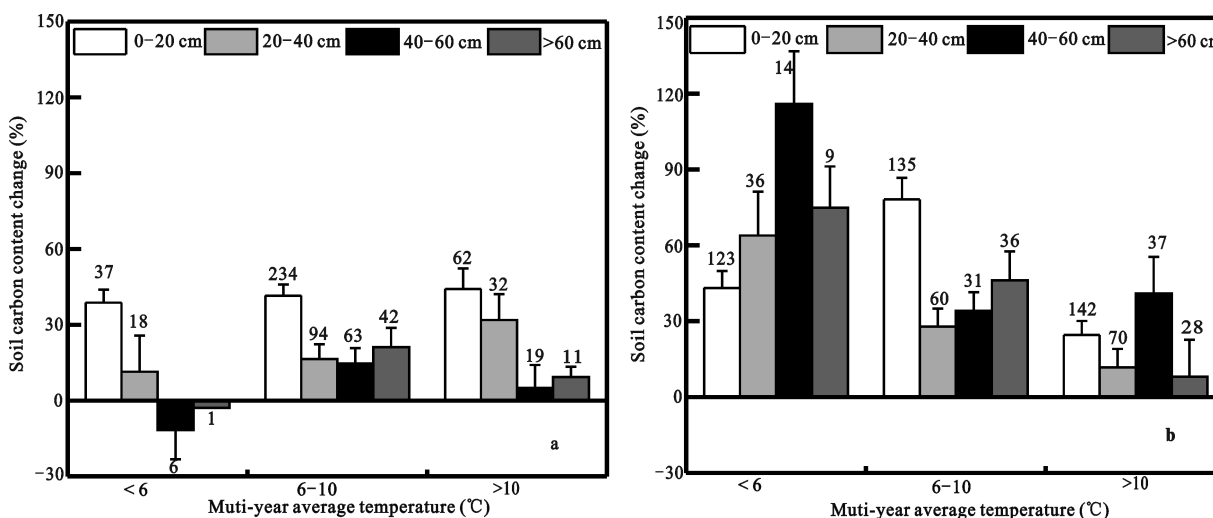 150
120
90
60
30
0
−30
Soil carbon content change (%)
0−20 cm 20−40 cm 40−60 cm >60 cm
37 18 6 1
234 94 63 42
62 32 19 11
a
< 6 6−10 >10
Muti-year average temperature (℃)
150
120
90
60
30
0
−30
Soil carbon content change (%)
0−20 cm 20−40 cm 40−60 cm >60 cm
123 36 14 9
135 60 31 36
142 70 37 28
b
< 6 6−10 >10
Muti-year average temperature (℃)